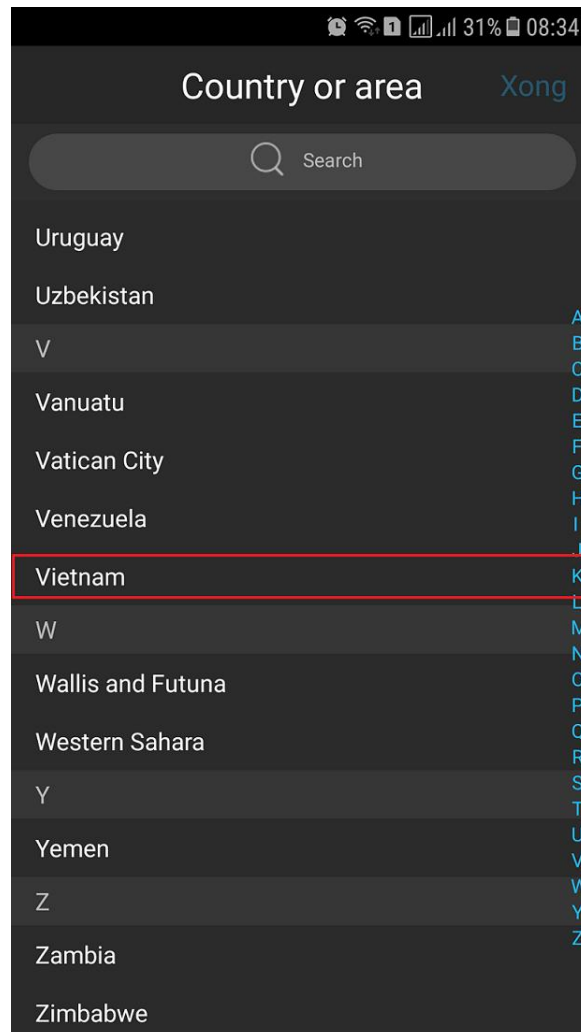 1 31% 08:34
Country or area Xong
Search
Uruguay
Uzbekistan
V
Vanuatu
Vatican City
Venezuela
Vietnam
W
Wallis and Futuna
Western Sahara
Y
Yemen
Z
Zambia
Zimbabwe
A
B
C
D
E
F
G
H
I
J
K
L
M
N
O
P
Q
R
S
T
U
V
W
Y
Z